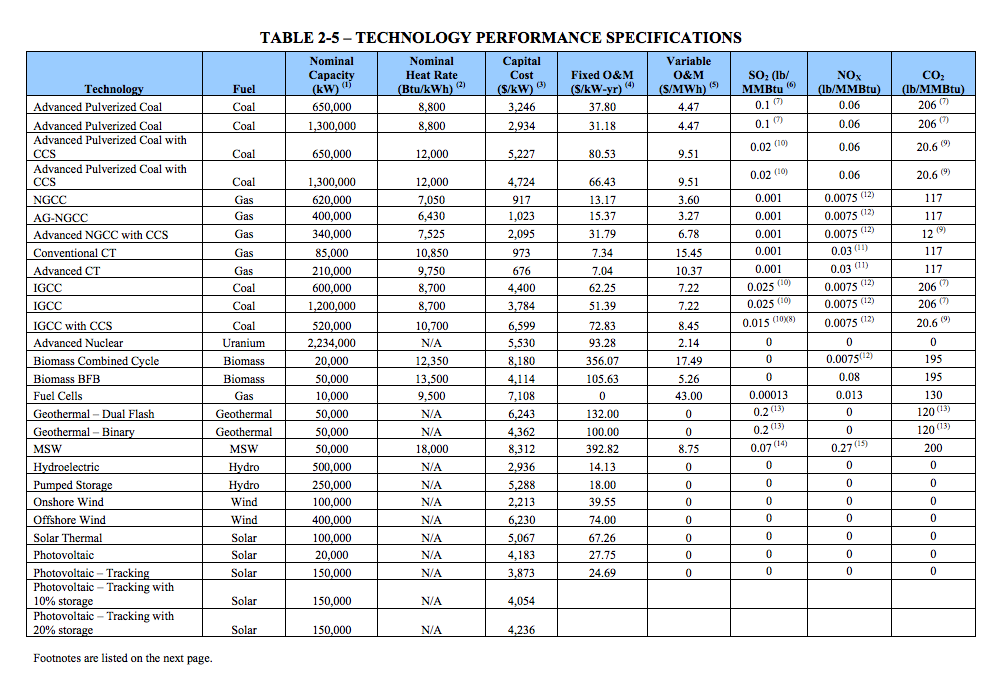 TABLE 2-5 – TECHNOLOGY PERFORMANCE SPECIFICATIONS
Technology Fuel Nominal Capacity (kW) (1) Nominal Heat Rate (Btu/kWh) (2) Capital Cost ($/kW) (3) Fixed O&M ($/kW-yr) (4) Variable O&M ($/MWh) (5) SO2 (lb/ MMBtu (6) NOX (lb/MMBtu) CO2 (lb/MMBtu)
Advanced Pulverized Coal Coal 650,000 8,800 3,246 37.80 4.47 0.1 (7) 0.06 206 (7)
Advanced Pulverized Coal Coal 1,300,000 8,800 2,934 31.18 4.47 0.1 (7) 0.06 206 (7)
Advanced Pulverized Coal with
CCS Coal 650,000 12,000 5,227 80.53 9.51 0.02 (10) 0.06 20.6 (9)
Advanced Pulverized Coal with
CCS Coal 1,300,000 12,000 4,724 66.43 9.51 0.02 (10) 0.06 20.6 (9)
NGCC Gas 620,000 7,050 917 13.17 3.60 0.001 0.0075 (12) 117
AG-NGCC Gas 400,000 6,430 1,023 15.37 3.27 0.001 0.0075 (12) 117
Advanced NGCC with CCS Gas 340,000 7,525 2,095 31.79 6.78 0.001 0.0075 (12) 12 (9)
Conventional CT Gas 85,000 10,850 973 7.34 15.45 0.001 0.03 (11) 117
Advanced CT Gas 210,000 9,750 676 7.04 10.37 0.001 0.03 (11) 117
IGCC Coal 600,000 8,700 4,400 62.25 7.22 0.025 (10) 0.0075 (12) 206 (7)
IGCC Coal 1,200,000 8,700 3,784 51.39 7.22 0.025 (10) 0.0075 (12) 206 (7)
IGCC with CCS Coal 520,000 10,700 6,599 72.83 8.45 0.015 (10)(8) 0.0075 (12) 20.6 (9)
Advanced Nuclear Uranium 2,234,000 N/A 5,530 93.28 2.14 0 0 0
Biomass Combined Cycle Biomass 20,000 12,350 8,180 356.07 17.49 0 0.0075(12) 195
Biomass BFB Biomass 50,000 13,500 4,114 105.63 5.26 0 0.08 195
Fuel Cells Gas 10,000 9,500 7,108 0 43.00 0.00013 0.013 130
Geothermal – Dual Flash Geothermal 50,000 N/A 6,243 132.00 0 0.2 (13) 0 120 (13)
Geothermal – Binary Geothermal 50,000 N/A 4,362 100.00 0 0.2 (13) 0 120 (13)
MSW MSW 50,000 18,000 8,312 392.82 8.75 0.07 (14) 0.27 (15) 200
Hydroelectric Hydro 500,000 N/A 2,936 14.13 0 0 0 0
Pumped Storage Hydro 250,000 N/A 5,288 18.00 0 0 0 0
Onshore Wind Wind 100,000 N/A 2,213 39.55 0 0 0 0
Offshore Wind Wind 400,000 N/A 6,230 74.00 0 0 0 0
Solar Thermal Solar 100,000 N/A 5,067 67.26 0 0 0 0
Photovoltaic Solar 20,000 N/A 4,183 27.75 0 0 0 0
Photovoltaic – Tracking Solar 150,000 N/A 3,873 24.69 0 0 0 0
Photovoltaic – Tracking with
10% storage Solar 150,000 N/A 4,054
Photovoltaic – Tracking with
20% storage Solar 150,000 N/A 4,236
Footnotes are listed on the next page.